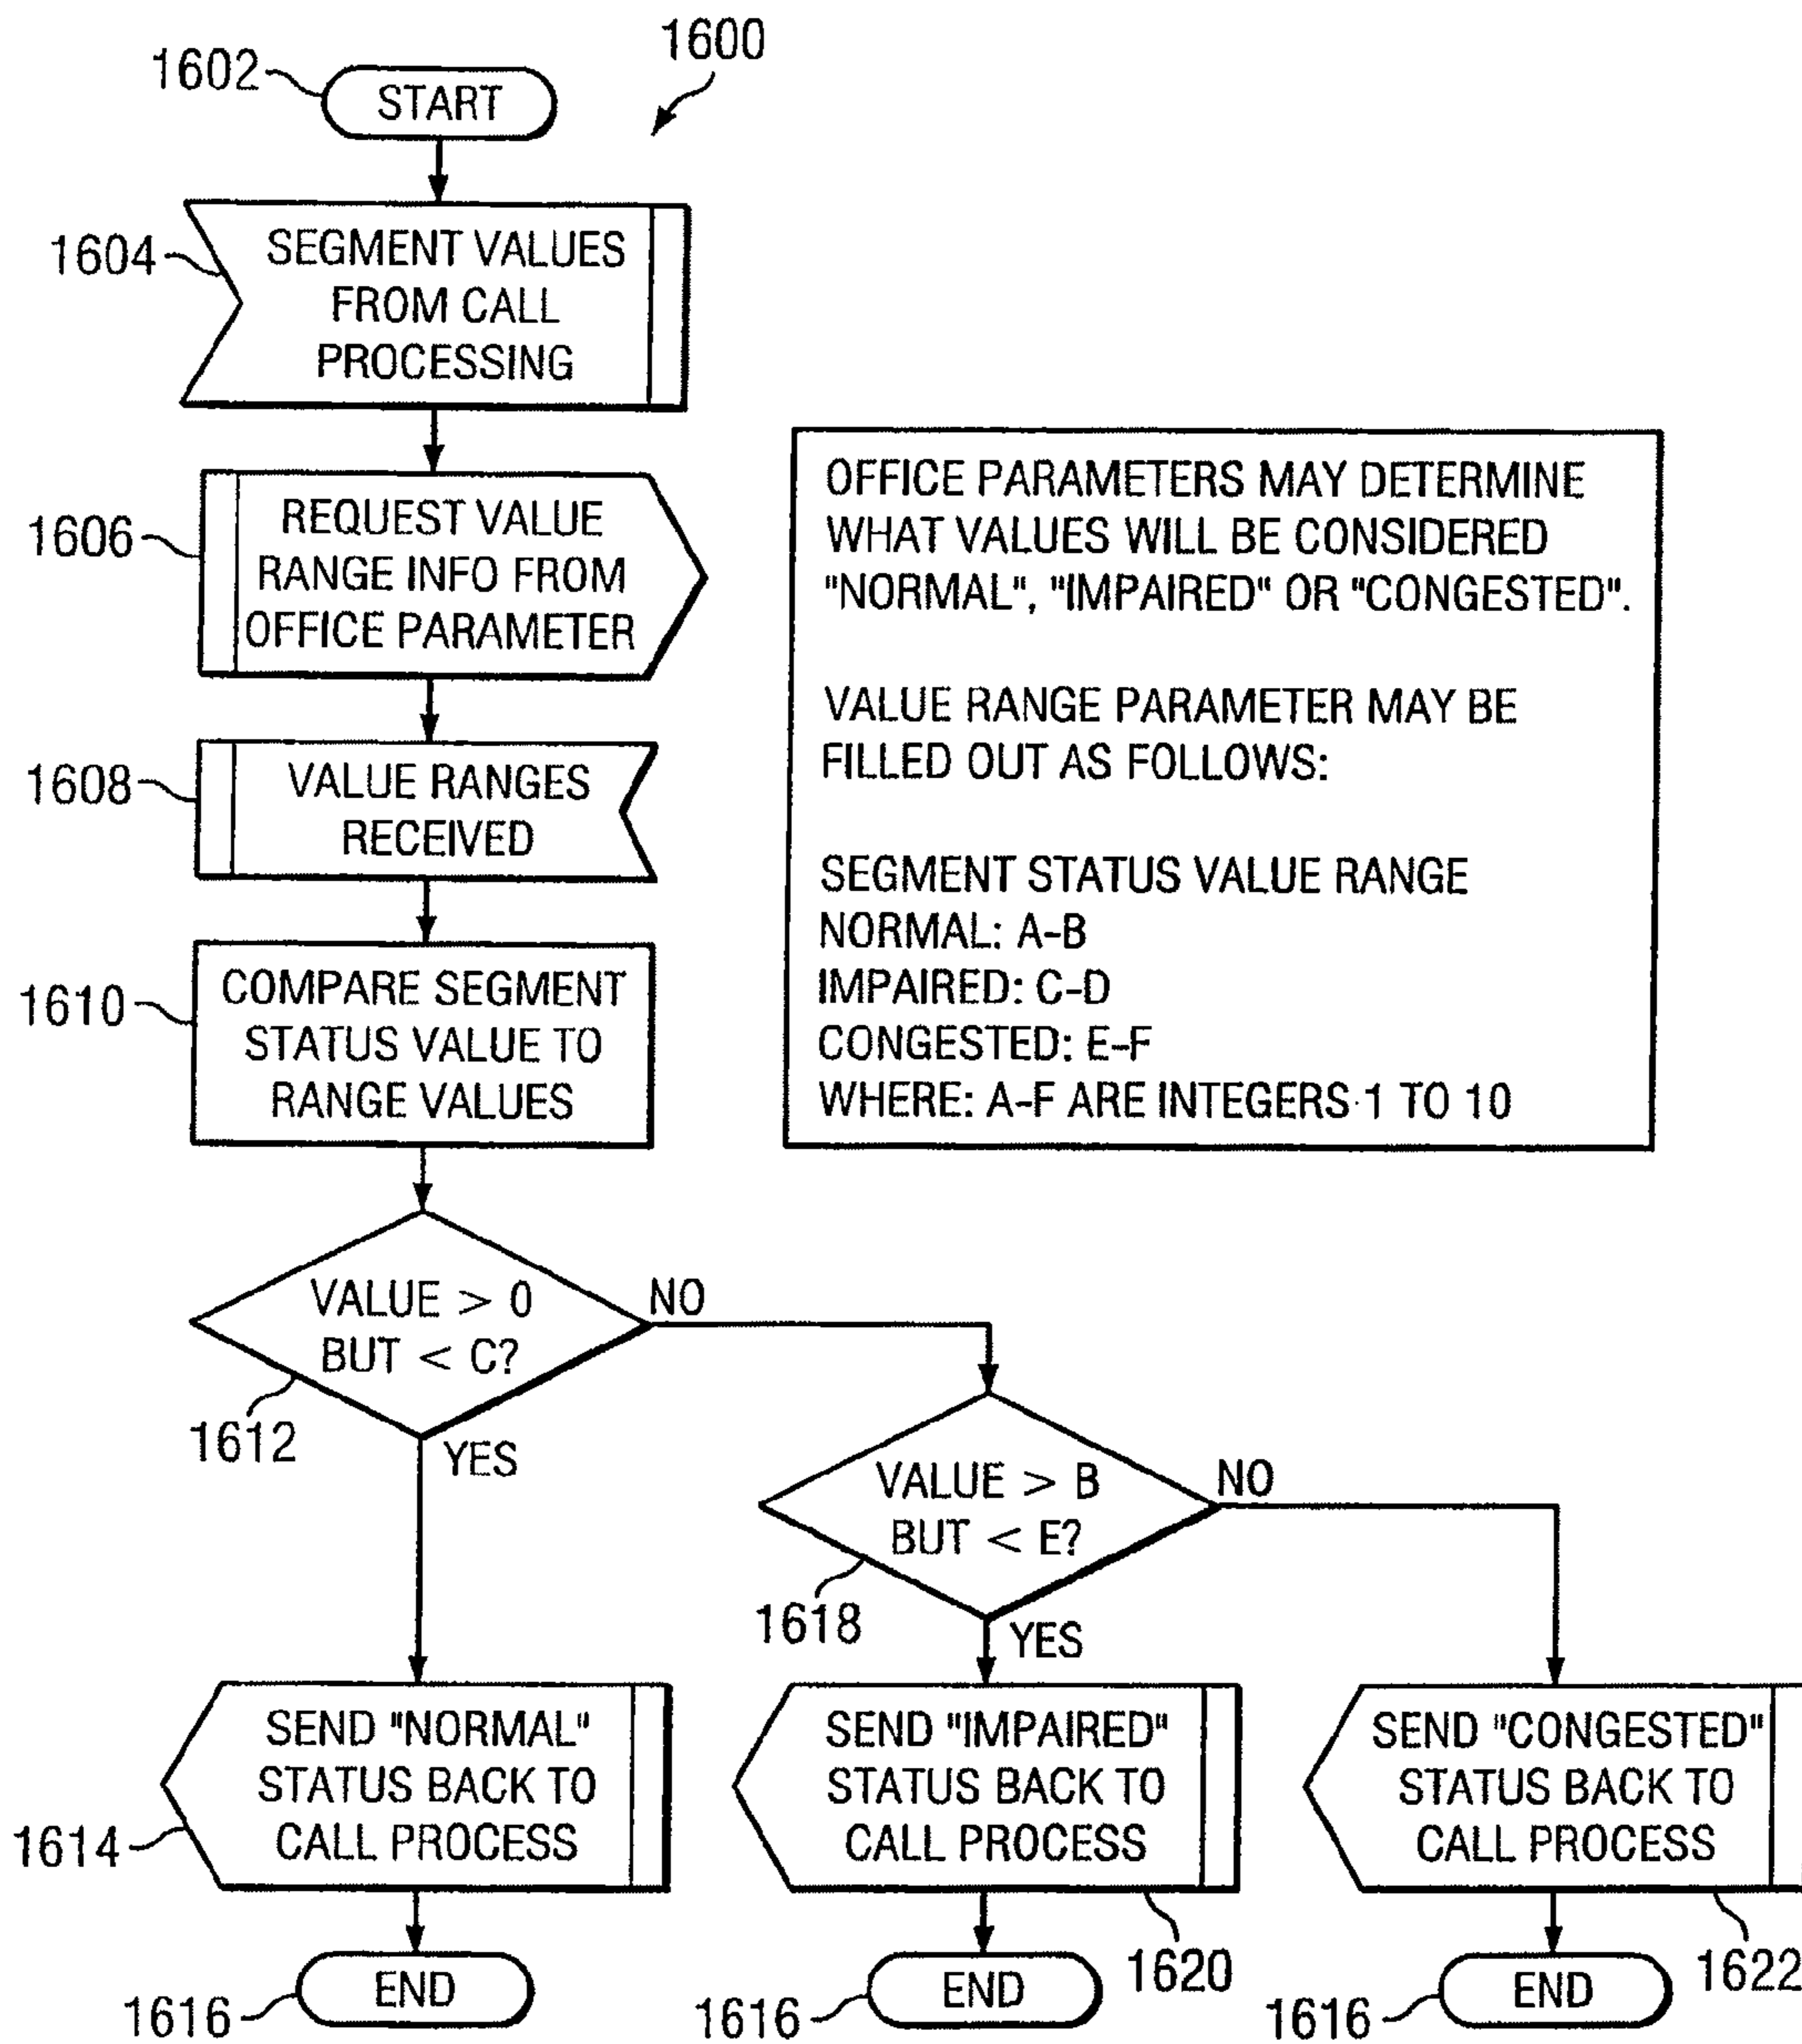 1600
1602
START
1604
SEGMENT VALUES
FROM CALL
PROCESSING
1606
REQUEST VALUE
RANGE INFO FROM
OFFICE PARAMETER
1608
VALUE RANGES
RECEIVED
1610
COMPARE SEGMENT
STATUS VALUE TO
RANGE VALUES
OFFICE PARAMETERS MAY DETERMINE
WHAT VALUES WILL BE CONSIDERED
"NORMAL", "IMPAIRED" OR "CONGESTED".
VALUE RANGE PARAMETER MAY BE
FILLED OUT AS FOLLOWS:
SEGMENT STATUS VALUE RANGE
NORMAL: A-B
IMPAIRED: C-D
CONGESTED: E-F
WHERE: A-F ARE INTEGERS 1 TO 10
VALUE > 0
BUT < C?
NO
1612
YES
VALUE > B
BUT < E?
NO
1618
YES
SEND "NORMAL"
STATUS BACK TO
CALL PROCESS
1614
SEND "IMPAIRED"
STATUS BACK TO
CALL PROCESS
1620
SEND "CONGESTED"
STATUS BACK TO
CALL PROCESS
1622
END
1616
END
1616
END
1616